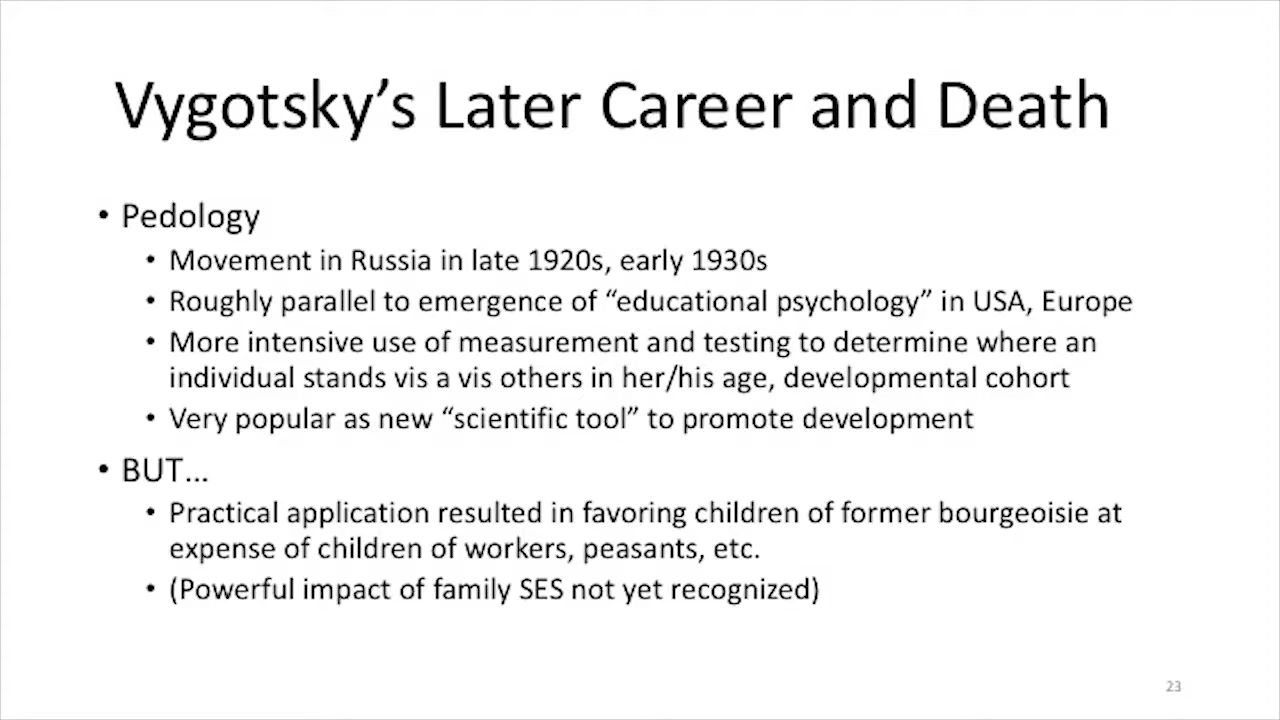 Vygotsky’s Later Career and Death
• Pedology
• Movement in Russia in late 1920s, early 1930s
• Roughly parallel to emergence of “educational psychology” in USA, Europe
• More intensive use of measurement and testing to determine where an
individual stands vis a vis others in her/his age, developmental cohort
• Very popular as new “scientific tool” to promote development
• BUT…
• Practical application resulted in favoring children of former bourgeoisie at
expense of children of workers, peasants, etc.
• (Powerful impact of family SES not yet recognized)
23